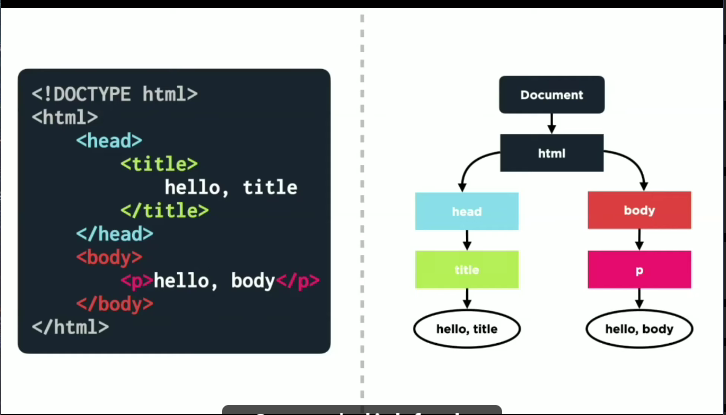 <!DOCTYPE html>
<html>
<head>
<title>
hello, title
</title>
</head>
<body>
<p>hello, body</p>
</body>
</html>
Document
html
head
body
title
p
hello, title
hello, body